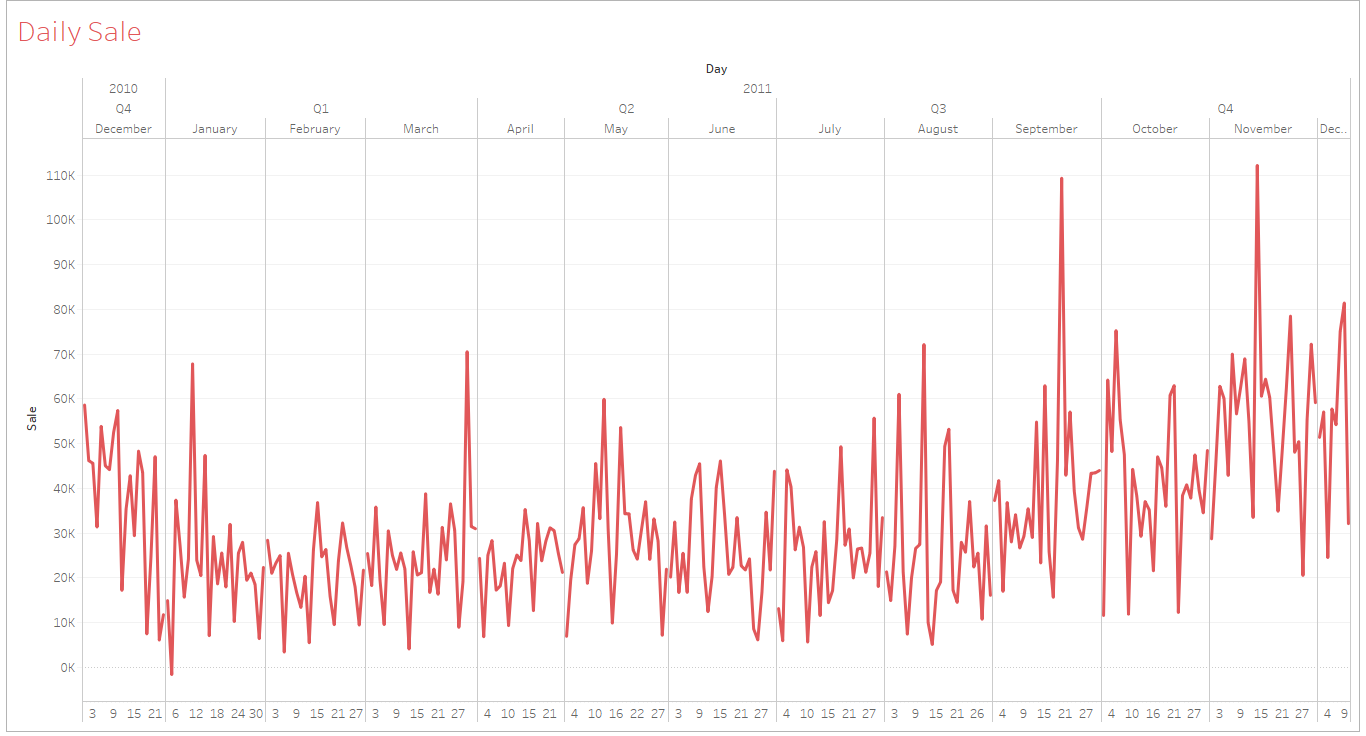 Daily Sale
Day
2010 2011
Q4 Q1 Q2 Q3 Q4
December January February March April May June July August September October November Dec..
110K
100K
90K
80K
70K
60K
50K
40K
30K
20K
10K
0K
Sale
3 9 15 21 6 12 18 24 30 3 9 15 21 27 3 9 15 21 27 4 10 15 21 4 10 16 22 27 3 9 15 21 27 4 10 15 21 27 3 9 15 21 26 4 9 15 21 27 4 10 16 21 27 3 9 15 21 27 4 9